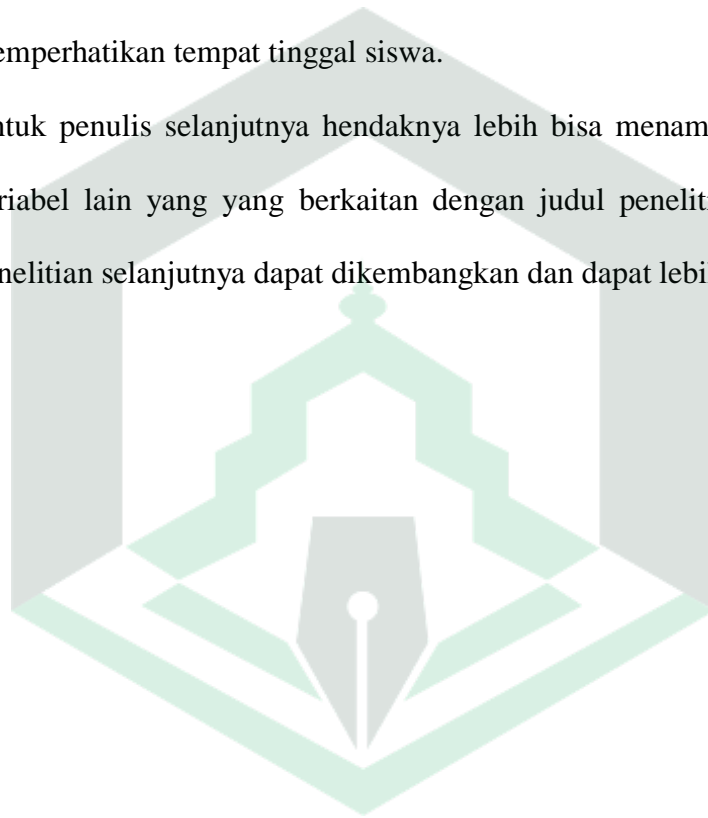 emperhatikan tempat tinggal siswa.
ntuk penulis selanjutnya hendaknya lebih bisa menam
riabel lain yang yang berkaitan dengan judul penelit
nelitian selanjutnya dapat dikembangkan dan dapat lebi